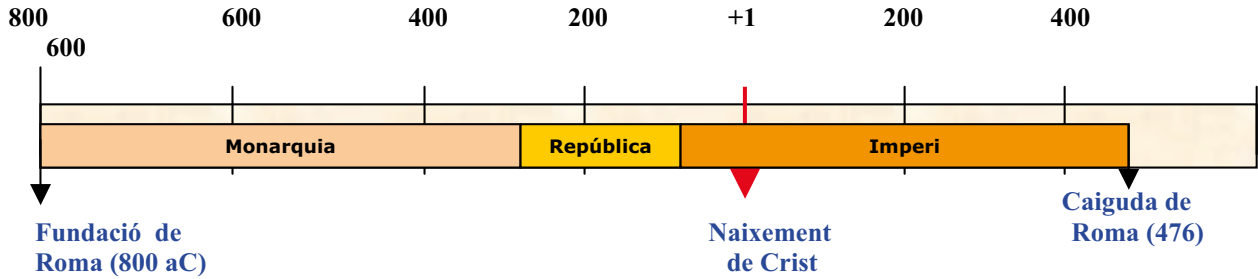 800 600 400 200 +1 200 400
600
Monarquia República Imperi
Fundació de
Roma (800 aC)
Naixement
de Crist
Caiguda de
Roma (476)